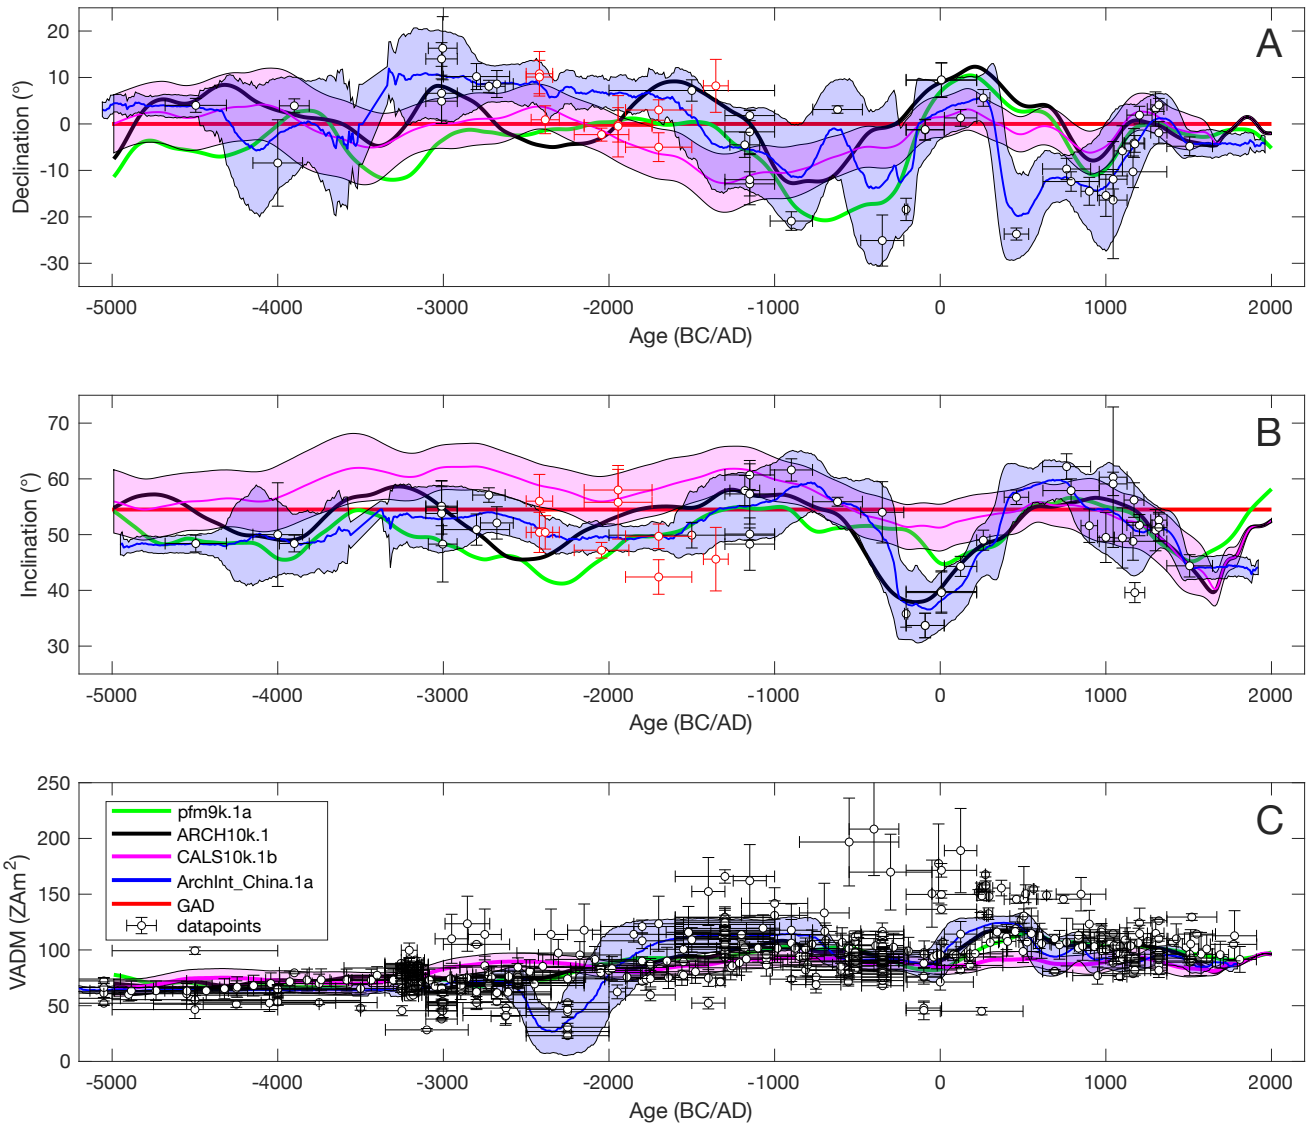 A
20
10
0
-10
-20
-30
Declination (°)
-5000 -4000 -3000 -2000 -1000 0 1000 2000
Age (BC/AD)
B
70
60
50
40
30
Inclination (°)
-5000 -4000 -3000 -2000 -1000 0 1000 2000
Age (BC/AD)
C
250
200
150
100
50
0
VADM (ZAm²)
pfm9k.1a
ARCH10k.1
CALS10k.1b
ArchInt_China.1a
GAD
datapoints
-5000 -4000 -3000 -2000 -1000 0 1000 2000
Age (BC/AD)